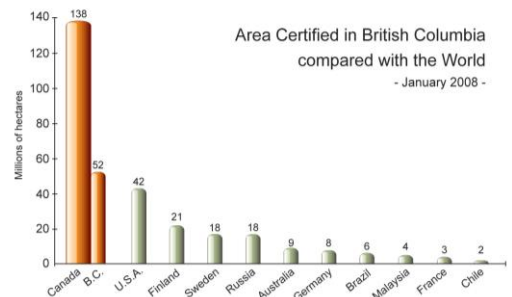 Area Certified in British Columbia
compared with the World
- January 2008 -
Millions of hectares
140
120
100
80
60
40
20
0
138
52
42
21
18
18
9
8
6
4
3
2
Canada
B.C.
U.S.A.
Finland
Sweden
Russia
Australia
Germany
Brazil
Malaysia
France
Chile